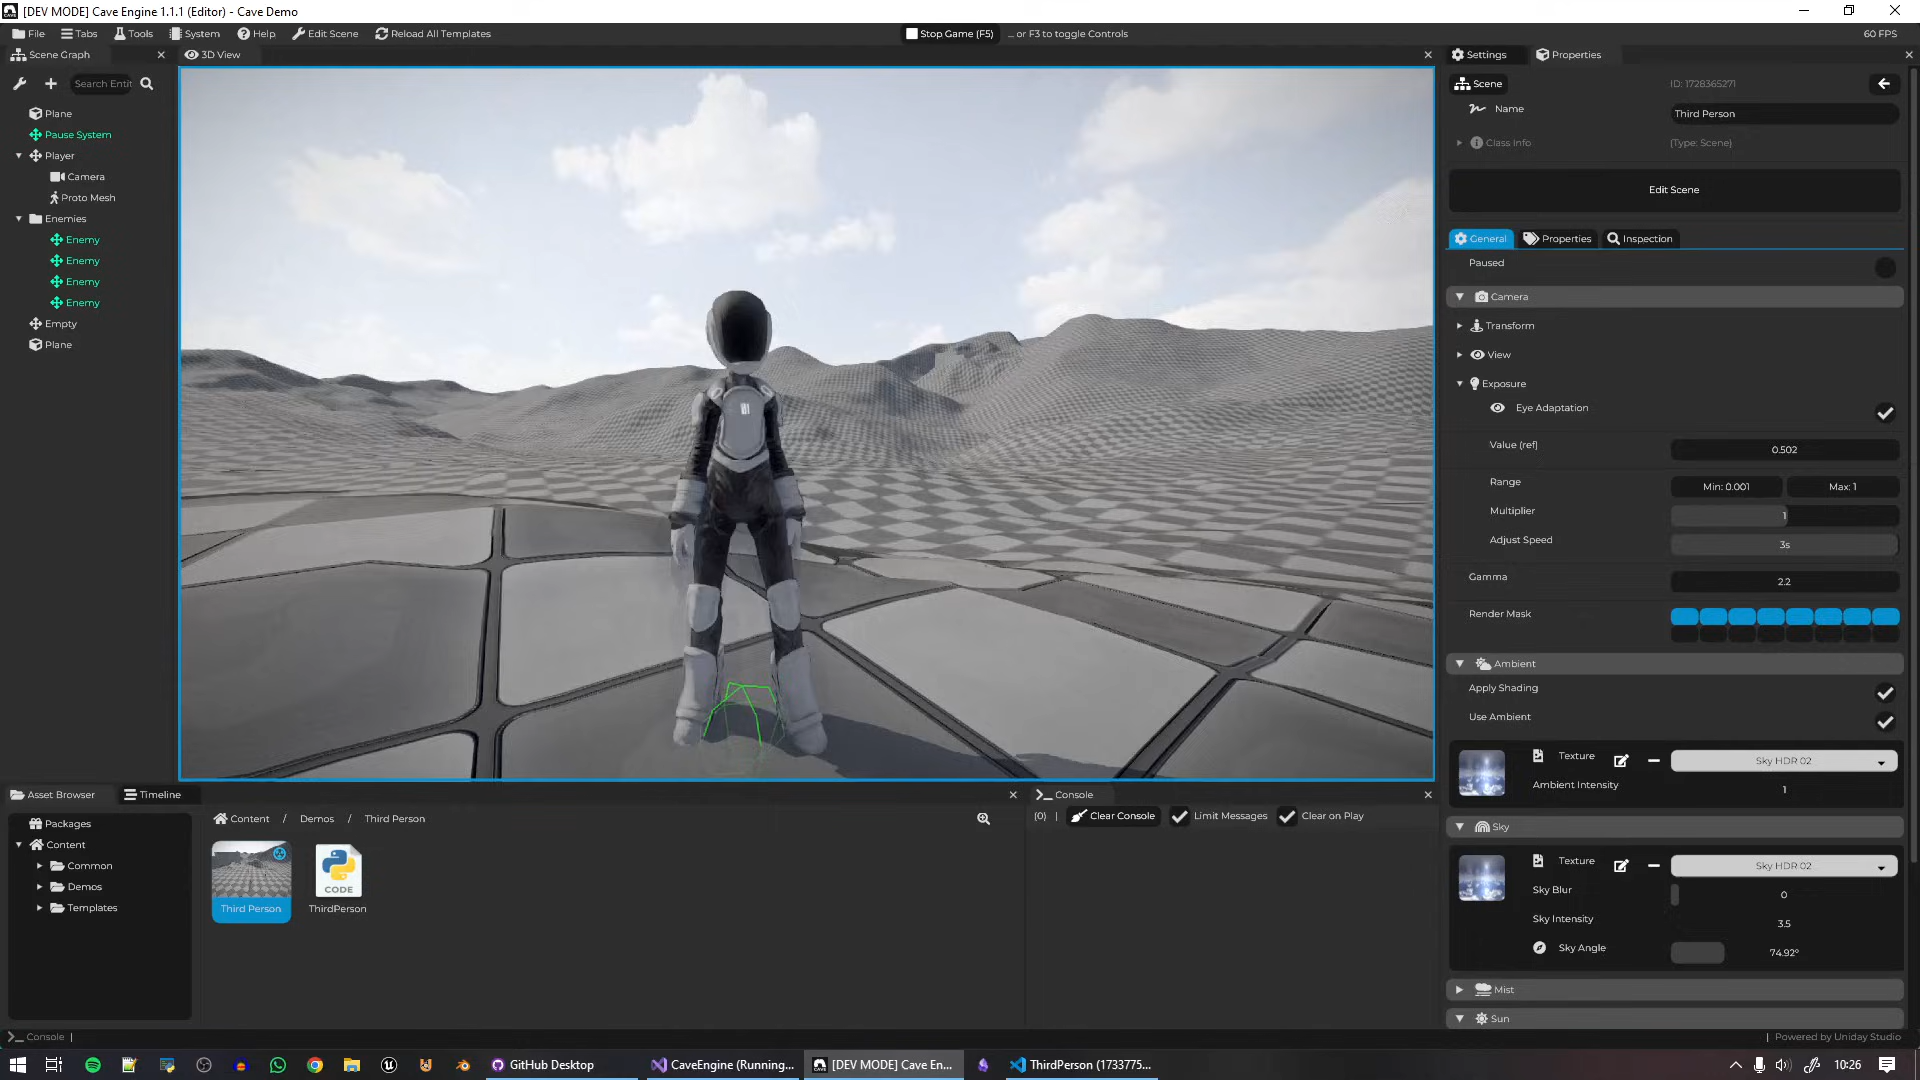 [DEV MODE] Cave Engine 1.1.1 (Editor) - Cave Demo
File Tabs Tools System Help Edit Scene Reload All Templates
Stop Game (F5) ... or F3 to toggle Controls
60 FPS
Scene Graph
Search Entit
Plane
Pause System
Player
Camera
Proto Mesh
Enemies
Enemy
Enemy
Enemy
Enemy
Empty
Plane
3D View
Settings Properties
Scene ID: 1728365271
Name Third Person
Class Info (Type: Scene)
Edit Scene
General Properties Inspection
Paused
Camera
Transform
View
Exposure
Eye Adaptation
Value (ref) 0.502
Range Min: 0.001 Max: 1
Multiplier 1
Adjust Speed 3s
Gamma 2.2
Render Mask
Ambient
Apply Shading
Use Ambient
Texture Sky HDR 02
Ambient Intensity 1
Sky
Texture Sky HDR 02
Sky Blur 0
Sky Intensity 3.5
Sky Angle 74.92º
Mist
Sun
Asset Browser Timeline
Packages
Content
Common
Demos
Templates
Content / Demos / Third Person
Third Person
CODE
ThirdPerson
Console
(0) | Clear Console Limit Messages Clear on Play
Console |
| Powered by Uniday Studio
GitHub Desktop
CaveEngine (Running...
[DEV MODE] Cave En...
ThirdPerson (1733775...
10:26